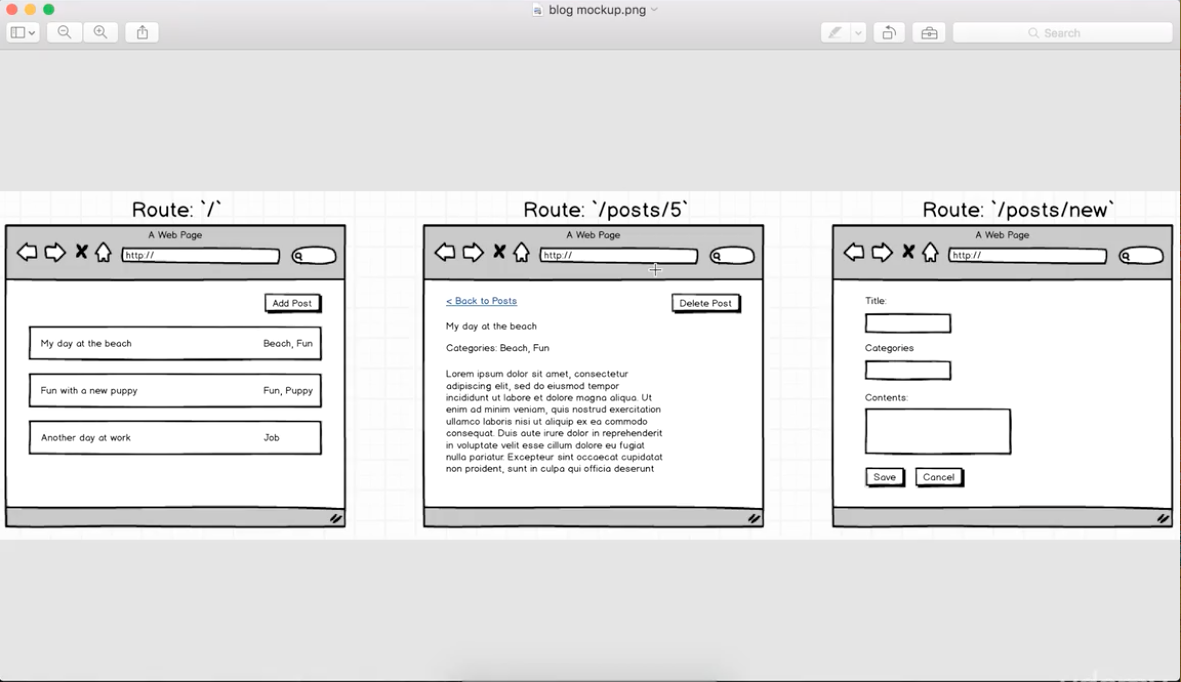 blog mockup.png
Search
Route: `/`
A Web Page
http://
Add Post
My day at the beach Beach, Fun
Fun with a new puppy Fun, Puppy
Another day at work Job
Route: `/posts/5`
A Web Page
http://
< Back to Posts Delete Post
My day at the beach
Categories: Beach, Fun
Lorem ipsum dolor sit amet, consectetur
adipiscing elit, sed do eiusmod tempor
incididunt ut labore et dolore magna aliqua. Ut
enim ad minim veniam, quis nostrud exercitation
ullamco laboris nisi ut aliquip ex ea commodo
consequat. Duis aute irure dolor in reprehenderit
in voluptate velit esse cillum dolore eu fugiat
nulla pariatur. Excepteur sint occaecat cupidatat
non proident, sunt in culpa qui officia deserunt
Route: `/posts/new`
A Web Page
http://
Title:
Categories
Contents:
Save Cancel